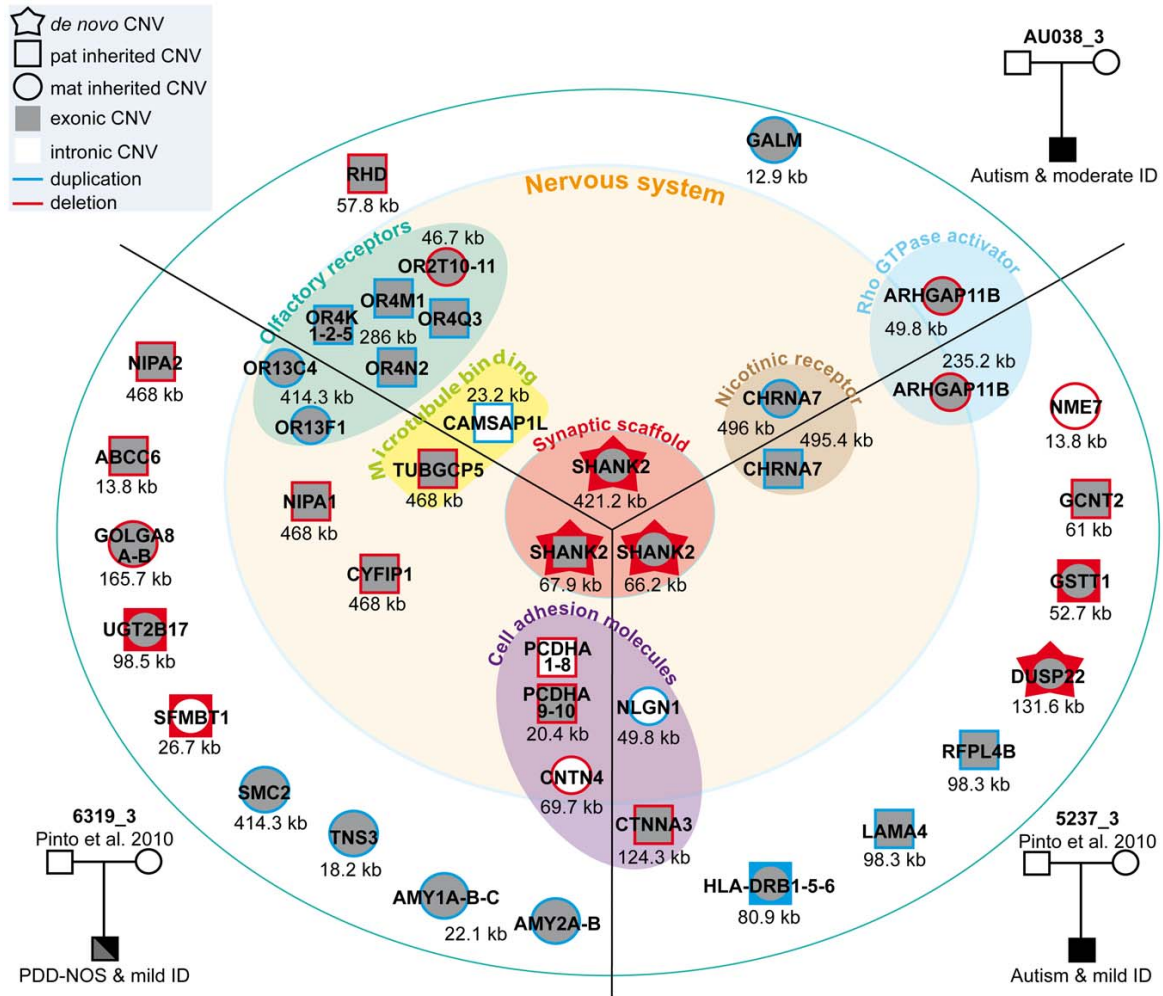 de novo CNV
pat inherited CNV
mat inherited CNV
exonic CNV
intronic CNV
duplication
deletion
AU038_3
Autism & moderate ID
GALM
12.9 kb
RHD
57.8 kb
Nervous system
Olfactory receptors
46.7 kb
OR2T10-11
OR4M1
OR4K
1-2-5
286 kb
OR4Q3
OR4N2
OR13C4
414.3 kb
OR13F1
Rho GTPase activator
ARHGAP11B
49.8 kb
235.2 kb
ARHGAP11B
Microtubule binding
23.2 kb
CAMSAP1L
TUBGCP5
468 kb
Nicotinic receptor
CHRNA7
496 kb
495.4 kb
CHRNA7
Synaptic scaffold
SHANK2
421.2 kb
SHANK2
67.9 kb
SHANK2
66.2 kb
NIPA2
468 kb
ABCC6
13.8 kb
GOLGA8
A-B
165.7 kb
UGT2B17
98.5 kb
SFMBT1
26.7 kb
NIPA1
468 kb
CYFIP1
468 kb
SMC2
414.3 kb
TNS3
18.2 kb
AMY1A-B-C
22.1 kb
AMY2A-B
Cell adhesion molecules
PCDHA
1-8
PCDHA
9-10
20.4 kb
CNTN4
69.7 kb
NLGN1
49.8 kb
CTNNA3
124.3 kb
NME7
13.8 kb
GCNT2
61 kb
GSTT1
52.7 kb
DUSP22
131.6 kb
RFPL4B
98.3 kb
LAMA4
98.3 kb
HLA-DRB1-5-6
80.9 kb
6319_3
Pinto et al. 2010
PDD-NOS & mild ID
5237_3
Pinto et al. 2010
Autism & mild ID